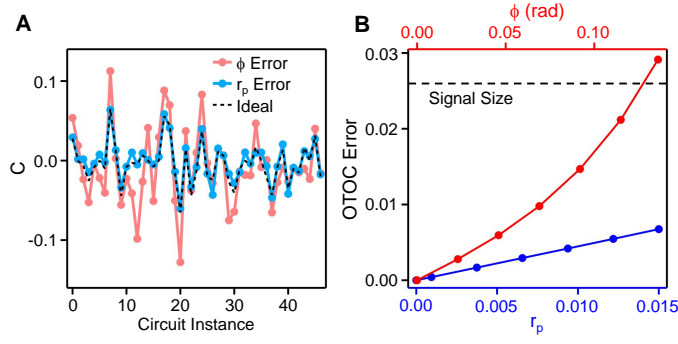 A
C
0.1
0.0
-0.1
ϕ Error
r_p Error
Ideal
0
10
20
30
40
Circuit Instance
B
ϕ (rad)
0.00
0.05
0.10
OTOC Error
0.03
0.02
0.01
0.00
Signal Size
0.00
0.005
0.010
0.015
r_p